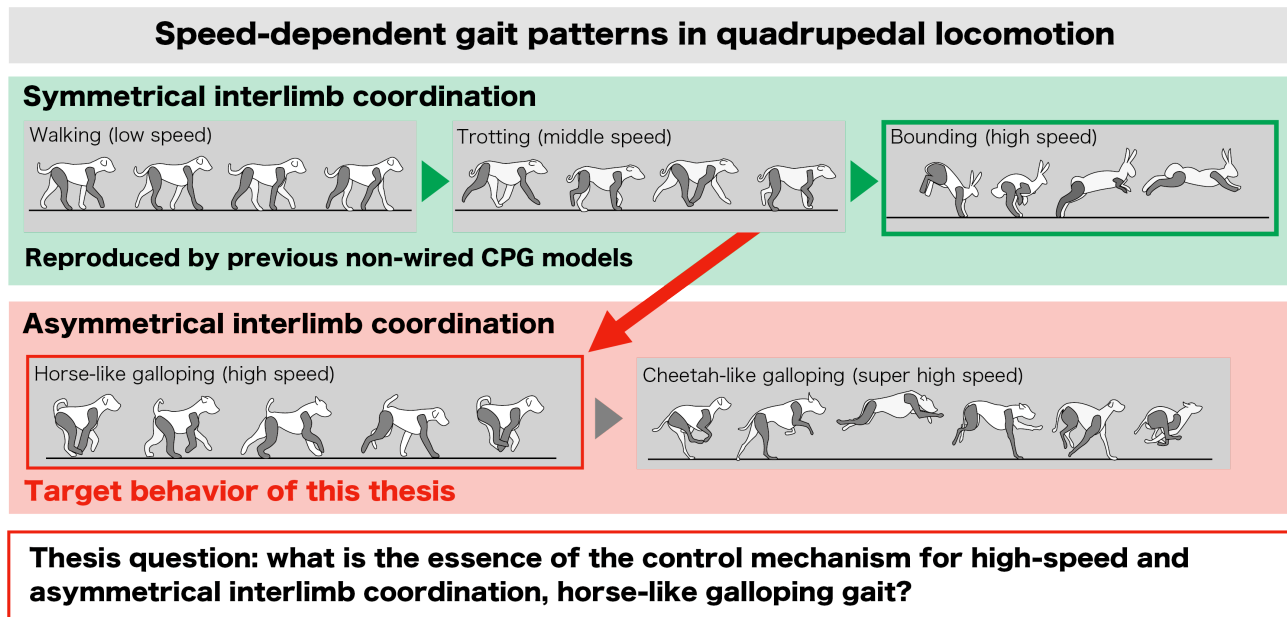 Speed-dependent gait patterns in quadrupedal locomotion
Symmetrical interlimb coordination
Walking (low speed)
Trotting (middle speed)
Bounding (high speed)
Reproduced by previous non-wired CPG models
Asymmetrical interlimb coordination
Horse-like galloping (high speed)
Cheetah-like galloping (super high speed)
Target behavior of this thesis
Thesis question: what is the essence of the control mechanism for high-speed and
asymmetrical interlimb coordination, horse-like galloping gait?